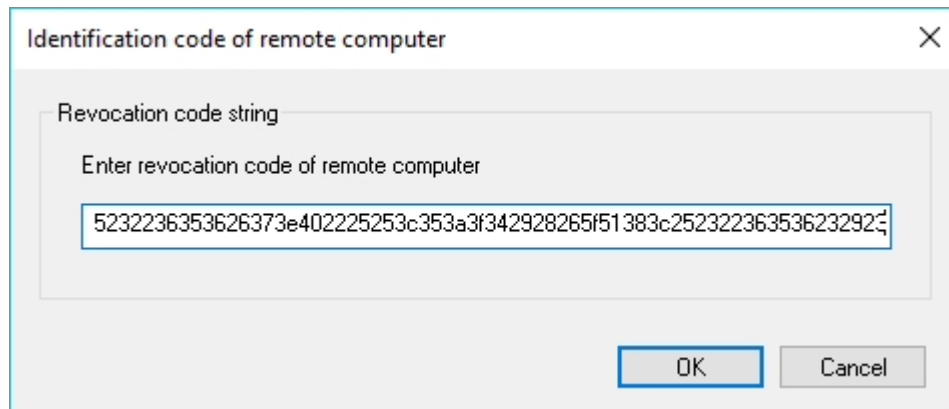 Identification code of remote computer
Revocation code string
Enter revocation code of remote computer
5232236353626373e402225253c353a3f342928265f51383c252322363536232923
OK
Cancel